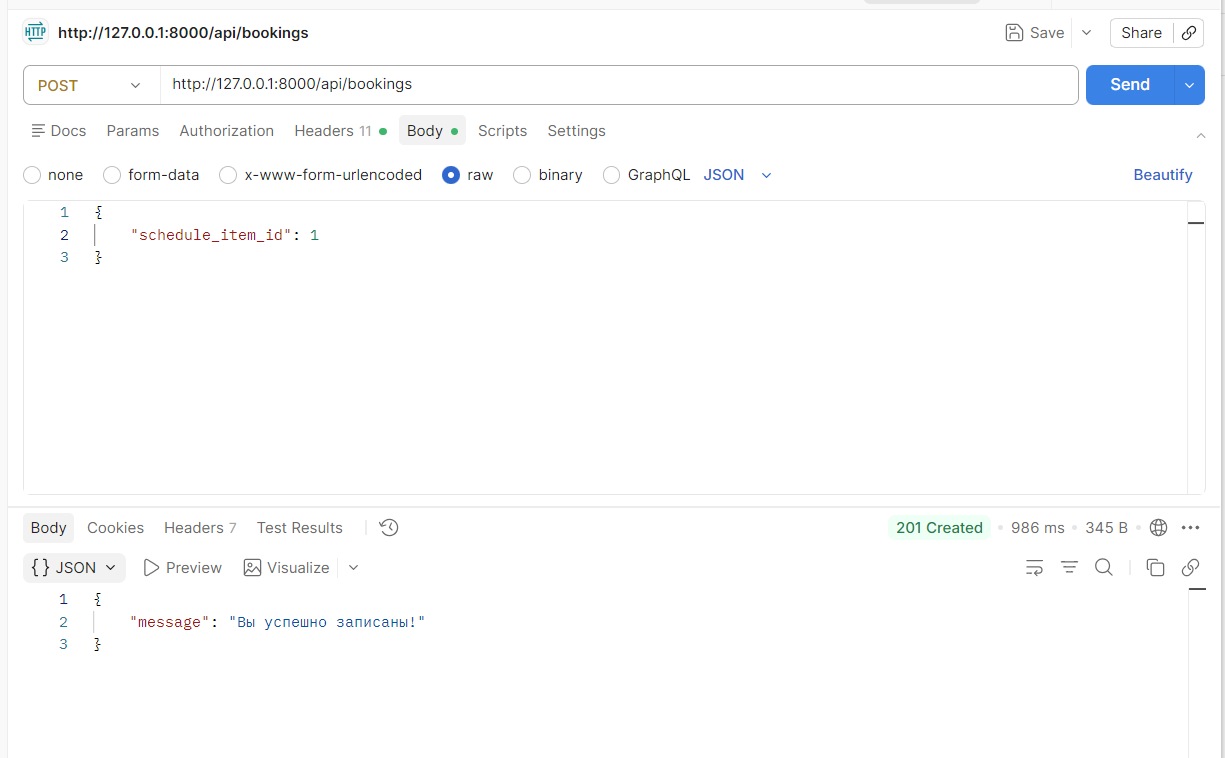 HTTP http://127.0.0.1:8000/api/bookings Save Share
POST http://127.0.0.1:8000/api/bookings Send
Docs Params Authorization Headers 11 Body Scripts Settings
none form-data x-www-form-urlencoded raw binary GraphQL JSON Beautify
1 {
2 "schedule_item_id": 1
3 }
Body Cookies Headers 7 Test Results 201 Created 986 ms 345 B
{} JSON Preview Visualize
1 {
2 "message": "Вы успешно записаны!"
3 }